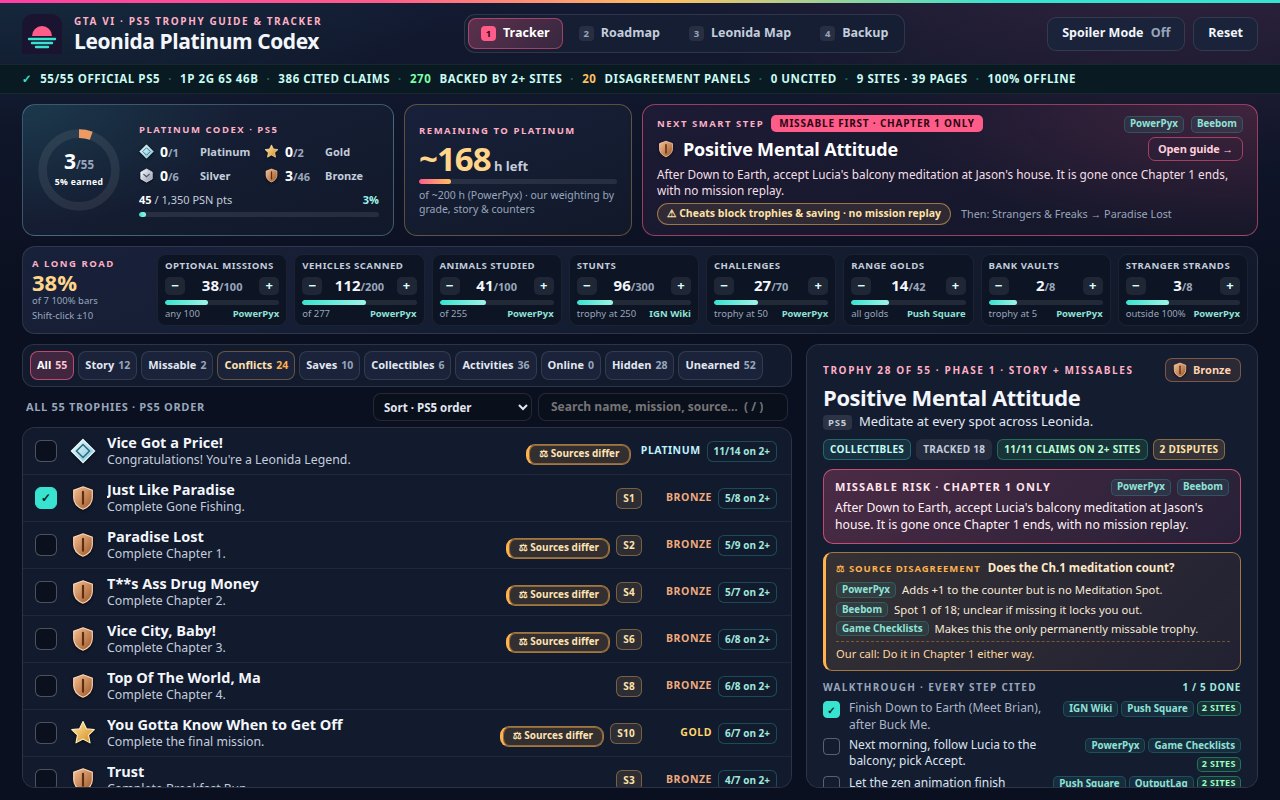 GTA VI · PS5 TROPHY GUIDE & TRACKER
Leonida Platinum Codex
1 Tracker
2 Roadmap
3 Leonida Map
4 Backup
Spoiler Mode Off
Reset
✓ 55/55 OFFICIAL PS5 · 1P 2G 6S 46B · 386 CITED CLAIMS · 270 BACKED BY 2+ SITES · 20 DISAGREEMENT PANELS · 0 UNCITED · 9 SITES · 39 PAGES · 100% OFFLINE
3/55
5% earned
PLATINUM CODEX · PS5
0/1 Platinum
0/2 Gold
0/6 Silver
3/46 Bronze
45 / 1,350 PSN pts 3%
REMAINING TO PLATINUM
~168 h left
of ~200 h (PowerPyx) · our weighting by
grade, story & counters
NEXT SMART STEP MISSABLE FIRST · CHAPTER 1 ONLY PowerPyx Beebom
Positive Mental Attitude Open guide →
After Down to Earth, accept Lucia's balcony meditation at Jason's house. It is gone once Chapter 1 ends,
with no mission replay.
⚠ Cheats block trophies & saving · no mission replay Then: Strangers & Freaks → Paradise Lost
A LONG ROAD
38%
of 7 100% bars
Shift-click ±10
OPTIONAL MISSIONS
− 38/100 +
any 100 PowerPyx
VEHICLES SCANNED
− 112/200 +
of 277 PowerPyx
ANIMALS STUDIED
− 41/100 +
of 255 PowerPyx
STUNTS
− 96/300 +
trophy at 250 IGN Wiki
CHALLENGES
− 27/70 +
trophy at 50 PowerPyx
RANGE GOLDS
− 14/42 +
all golds Push Square
BANK VAULTS
− 2/8 +
trophy at 5 PowerPyx
STRANGER STRANDS
− 3/8 +
outside 100% PowerPyx
All 55
Story 12
Missable 2
Conflicts 24
Saves 10
Collectibles 6
Activities 36
Online 0
Hidden 28
Unearned 52
ALL 55 TROPHIES · PS5 ORDER
Sort · PS5 order
Search name, mission, source… ( / )
Vice Got a Price!
Congratulations! You're a Leonida Legend.
⚖ Sources differ PLATINUM 11/14 on 2+
Just Like Paradise
Complete Gone Fishing.
S1 BRONZE 5/8 on 2+
Paradise Lost
Complete Chapter 1.
⚖ Sources differ S2 BRONZE 5/9 on 2+
T**s Ass Drug Money
Complete Chapter 2.
⚖ Sources differ S4 BRONZE 5/7 on 2+
Vice City, Baby!
Complete Chapter 3.
⚖ Sources differ S6 BRONZE 6/8 on 2+
Top Of The World, Ma
Complete Chapter 4.
S8 BRONZE 6/8 on 2+
You Gotta Know When to Get Off
Complete the final mission.
⚖ Sources differ S10 GOLD 6/7 on 2+
Trust
Complete Breakfast Run.
S3 BRONZE 4/7 on 2+
TROPHY 28 OF 55 · PHASE 1 · STORY + MISSABLES Bronze
Positive Mental Attitude
PS5 Meditate at every spot across Leonida.
COLLECTIBLES TRACKED 18 11/11 CLAIMS ON 2+ SITES 2 DISPUTES
MISSABLE RISK · CHAPTER 1 ONLY PowerPyx Beebom
After Down to Earth, accept Lucia's balcony meditation at Jason's
house. It is gone once Chapter 1 ends, with no mission replay.
⚖ SOURCE DISAGREEMENT Does the Ch.1 meditation count?
PowerPyx Adds +1 to the counter but is no Meditation Spot.
Beebom Spot 1 of 18; unclear if missing it locks you out.
Game Checklists Makes this the only permanently missable trophy.
Our call: Do it in Chapter 1 either way.
WALKTHROUGH · EVERY STEP CITED 1 / 5 DONE
Finish Down to Earth (Meet Brian), IGN Wiki Push Square 2 SITES
after Buck Me.
Next morning, follow Lucia to the PowerPyx Game Checklists
balcony; pick Accept. 2 SITES
Let the zen animation finish Push Square OutputLag 2 SITES